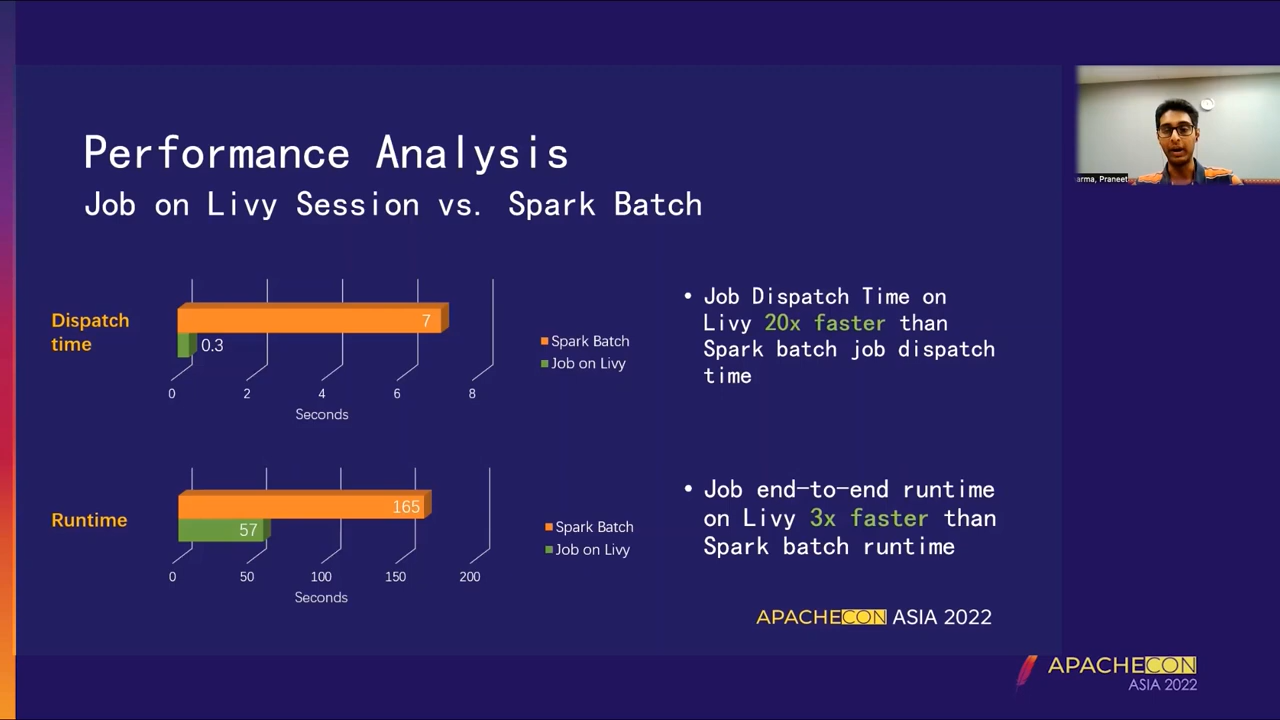 Performance Analysis
Job on Livy Session vs. Spark Batch
Dispatch
time
7
0.3
0 2 4 6 8
Seconds
Spark Batch
Job on Livy
• Job Dispatch Time on
Livy 20x faster than
Spark batch job dispatch
time
Runtime
165
57
0 50 100 150 200
Seconds
Spark Batch
Job on Livy
• Job end-to-end runtime
on Livy 3x faster than
Spark batch runtime
APACHECON ASIA 2022
arma, Praneet
APACHECON
ASIA 2022